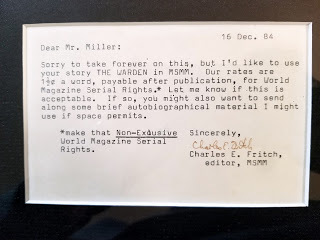 16 Dec. 84
Dear Mr. Miller:
Sorry to take forever on this, but I'd like to use
your story THE WARDEN in MSMM. Our rates are
1½¢ a word, payable after publication, for World
Magazine Serial Rights.* Let me know if this is
acceptable. If so, you might also want to send
along some brief autobiographical material I might
use if space permits.
*make that Non-Exlusive Sincerely,
World Magazine Serial
Rights.
Charles E. Fritch,
editor, MSMM